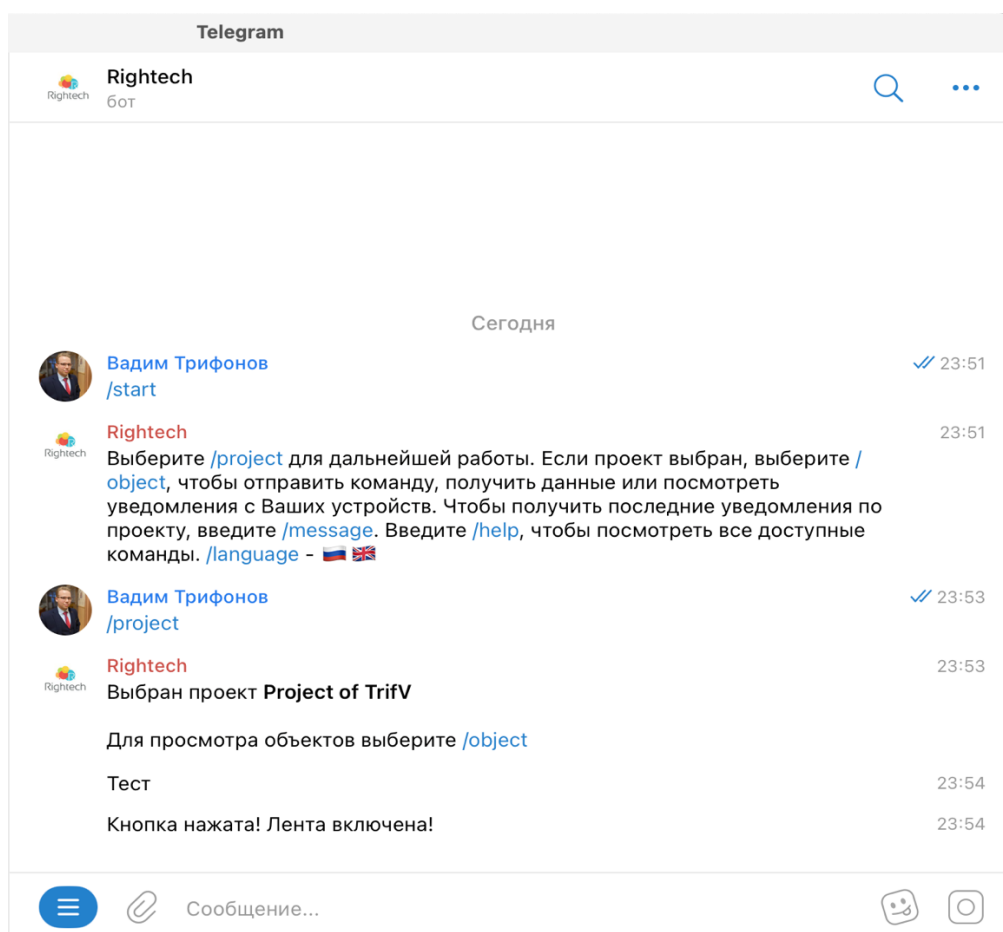 Telegram
Rightech
Rightech
бот
Сегодня
Вадим Трифонов
23:51
/start
Rightech
Rightech
23:51
Выберите /project для дальнейшей работы. Если проект выбран, выберите /
object, чтобы отправить команду, получить данные или посмотреть
уведомления с Ваших устройств. Чтобы получить последние уведомления по
проекту, введите /message. Введите /help, чтобы посмотреть все доступные
команды. /language - 🇷🇺 🇬🇧
Вадим Трифонов
23:53
/project
Rightech
Rightech
23:53
Выбран проект Project of TrifV
Для просмотра объектов выберите /object
Тест
23:54
Кнопка нажата! Лента включена!
23:54
Сообщение...